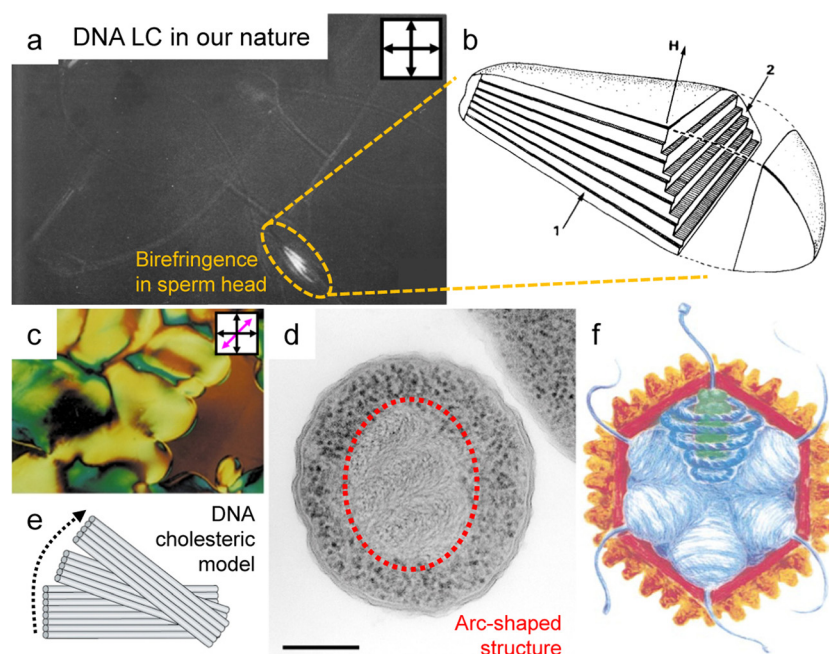 a
DNA LC in our nature
b
H
2
1
Birefringence
in sperm head
c
d
f
e
DNA
cholesteric
model
Arc-shaped
structure